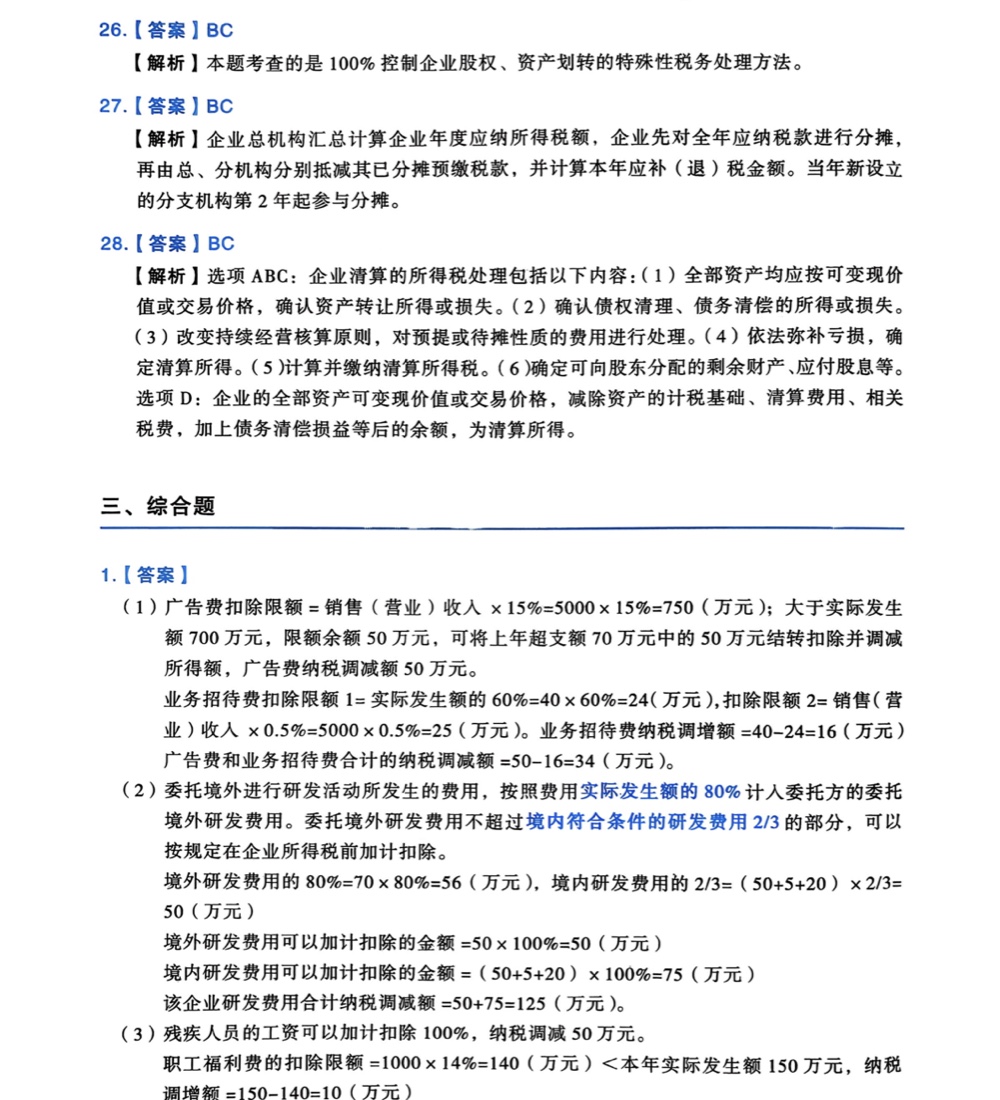 26.【答案】BC
【解析】本题考查的是 100% 控制企业股权、资产划转的特殊性税务处理方法。
27.【答案】BC
【解析】企业总机构汇总计算企业年度应纳所得税额，企业先对全年应纳税款进行分摊，
再由总、分机构分别抵减其已分摊预缴税款，并计算本年应补（退）税金额。当年新设立
的分支机构第 2 年起参与分摊。
28.【答案】BC
【解析】选项 ABC：企业清算的所得税处理包括以下内容：（1）全部资产均应按可变现价
值或交易价格，确认资产转让所得或损失。（2）确认债权清理、债务清偿的所得或损失。
（3）改变持续经营核算原则，对预提或待摊性质的费用进行处理。（4）依法弥补亏损，确
定清算所得。（5）计算并缴纳清算所得税。（6）确定可向股东分配的剩余财产、应付股息等。
选项 D：企业的全部资产可变现价值或交易价格，减除资产的计税基础、清算费用、相关
税费，加上债务清偿损益等后的余额，为清算所得。
三、综合题
1.【答案】
（1）广告费扣除限额 = 销售（营业）收入 ×15%=5000×15%=750（万元）；大于实际发生
额 700 万元，限额余额 50 万元，可将上年超支额 70 万元中的 50 万元结转扣除并调减
所得额，广告费纳税调减额 50 万元。
业务招待费扣除限额 1= 实际发生额的 60%=40×60%=24（万元），扣除限额 2= 销售（营
业）收入 ×0.5%=5000×0.5%=25（万元）。业务招待费纳税调增额 =40-24=16（万元）
广告费和业务招待费合计的纳税调减额 =50-16=34（万元）。
（2）委托境外进行研发活动所发生的费用，按照费用实际发生额的 80% 计入委托方的委托
境外研发费用。委托境外研发费用不超过境内符合条件的研发费用 2/3 的部分，可以
按规定在企业所得税前加计扣除。
境外研发费用的 80%=70×80%=56（万元），境内研发费用的 2/3=（50+5+20）×2/3=
50（万元）
境外研发费用可以加计扣除的金额 =50×100%=50（万元）
境内研发费用可以加计扣除的金额 =（50+5+20）×100%=75（万元）
该企业研发费用合计纳税调减额 =50+75=125（万元）。
（3）残疾人员的工资可以加计扣除 100%，纳税调减 50 万元。
职工福利费的扣除限额 =1000×14%=140（万元）＜本年实际发生额 150 万元，纳税
调增额 =150-140=10（万元）